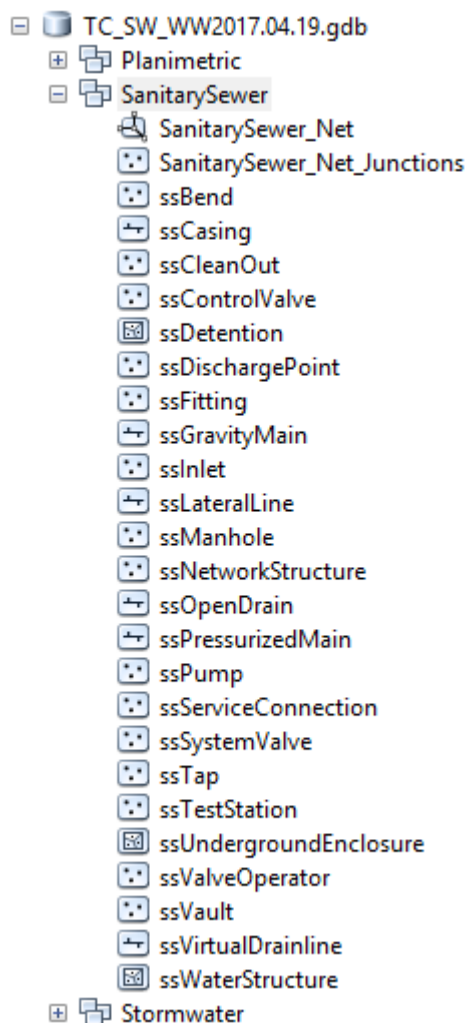 TC_SW_WW2017.04.19.gdb
Planimetric
SanitarySewer
SanitarySewer_Net
SanitarySewer_Net_Junctions
ssBend
ssCasing
ssCleanOut
ssControlValve
ssDetention
ssDischargePoint
ssFitting
ssGravityMain
ssInlet
ssLateralLine
ssManhole
ssNetworkStructure
ssOpenDrain
ssPressurizedMain
ssPump
ssServiceConnection
ssSystemValve
ssTap
ssTestStation
ssUndergroundEnclosure
ssValveOperator
ssVault
ssVirtualDrainline
ssWaterStructure
Stormwater